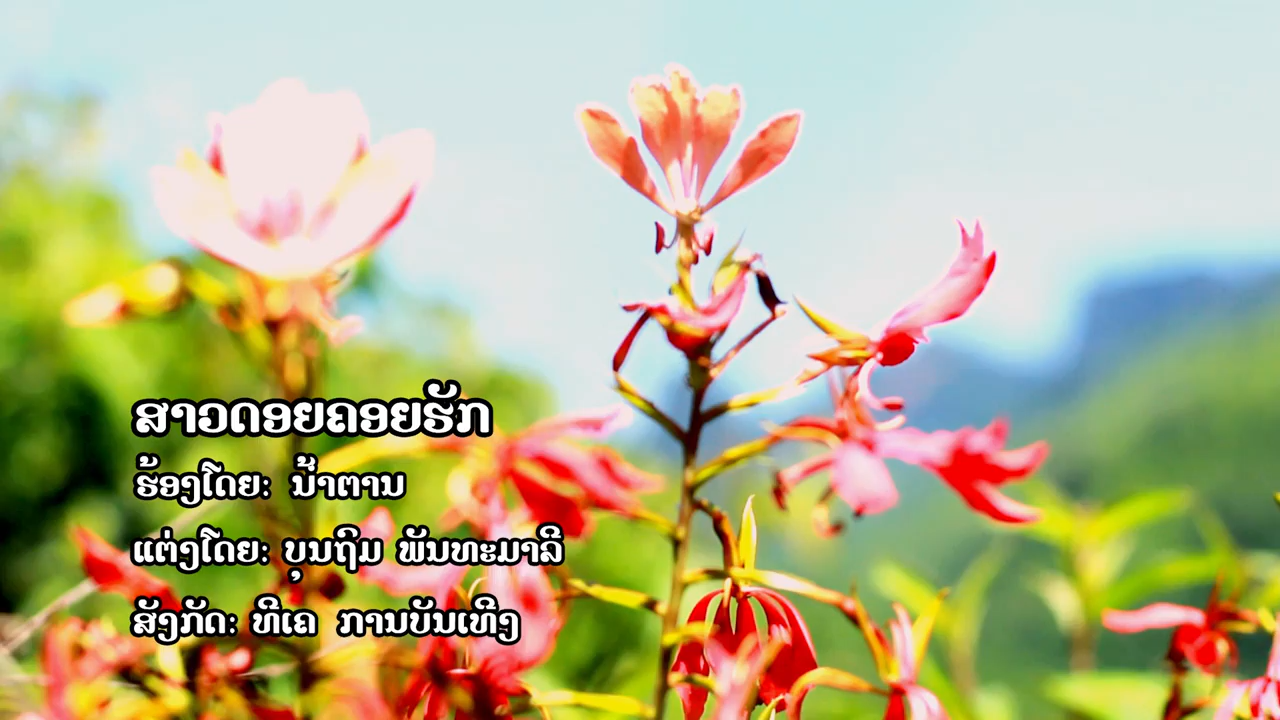 ສາວດອຍຄອຍຮັກ
ຮ້ອງໂດຍ: ນ້ຳຕານ
ແຕ່ງໂດຍ: ບຸນຖິມ ພັນທະມາລີ
ສັງກັດ: ທີເຄ ການບັນເທີງ